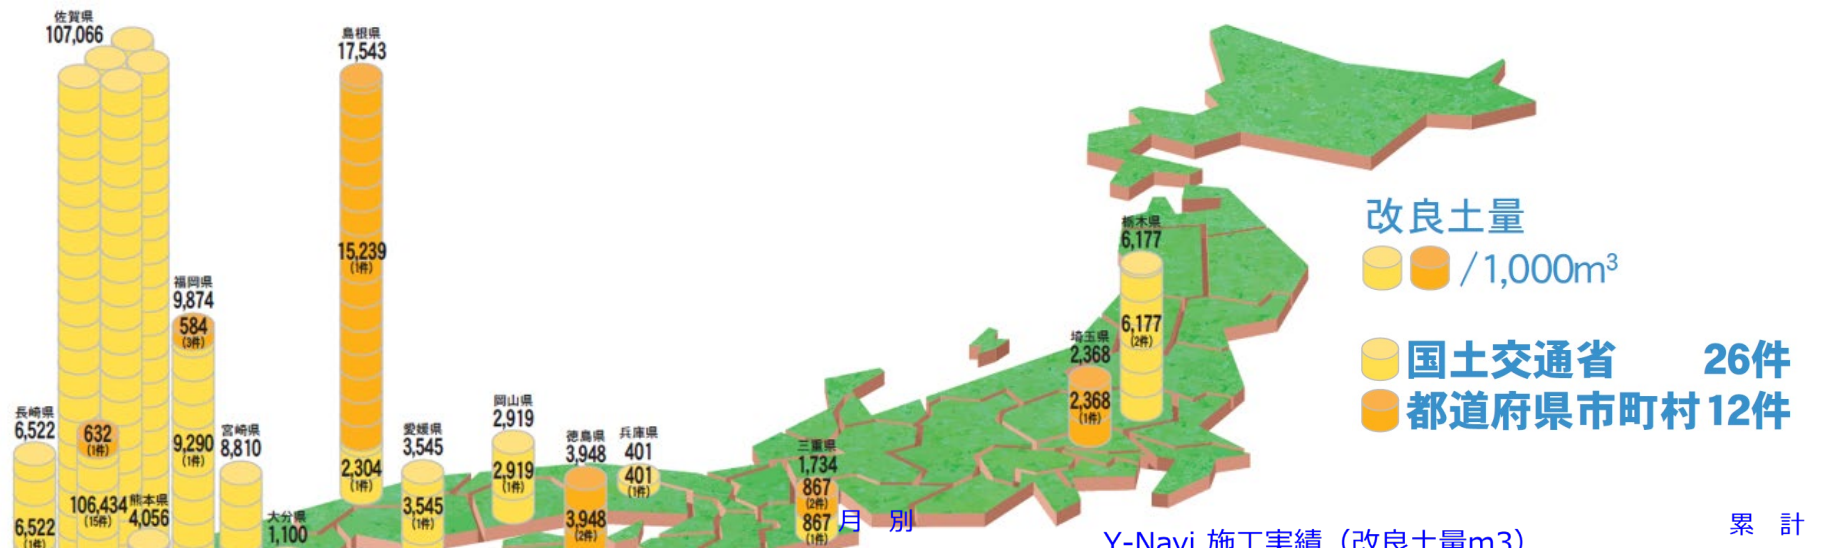 佐賀県
107,066
島根県
17,543
栃木県
6,177
改良土量
/1,000m³
15,239
(1件)
福岡県
9,874
584
(3件)
6,177
(2件)
埼玉県
2,368
国土交通省 26件
2,368
(1件)
都道府県市町村 12件
長崎県
6,522
632
(1件)
9,290
(1件)
宮崎県
8,810
2,304
(1件)
愛媛県
3,545
岡山県
2,919
2,919
(1件)
徳島県
3,948
兵庫県
401
401
(1件)
三重県
1,734
867
(2件)
867
(1件)
106,434
(15件)
熊本県
4,056
3,545
(1件)
3,948
(2件)
6,522
(1件)
大分県
1,100
月 別
累 計
Y-Navi 施工実績（改良土量m3）